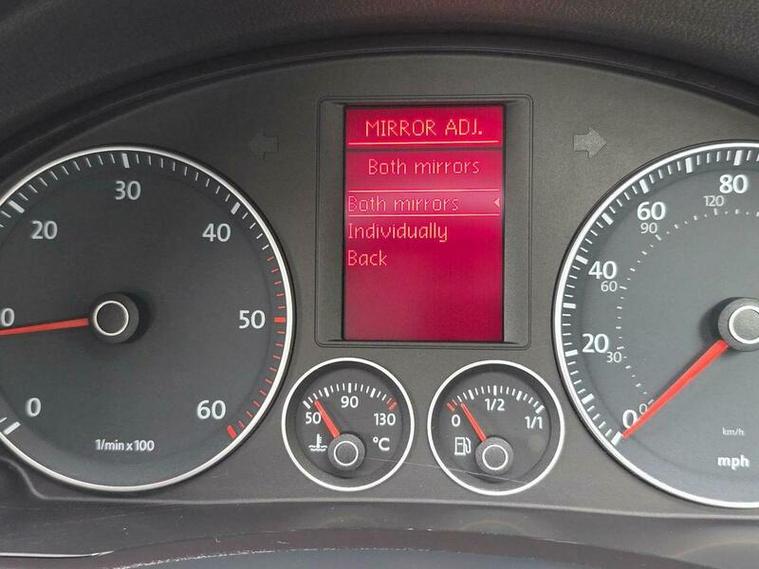 MIRROR ADJ.
Both mirrors
Both mirrors
Individually
Back
0
20
30
40
50
60
1/min x 100
50
90
130
°C
0
1/2
1/1
0
20
40
60
80
0
30
60
90
120
km/h
mph